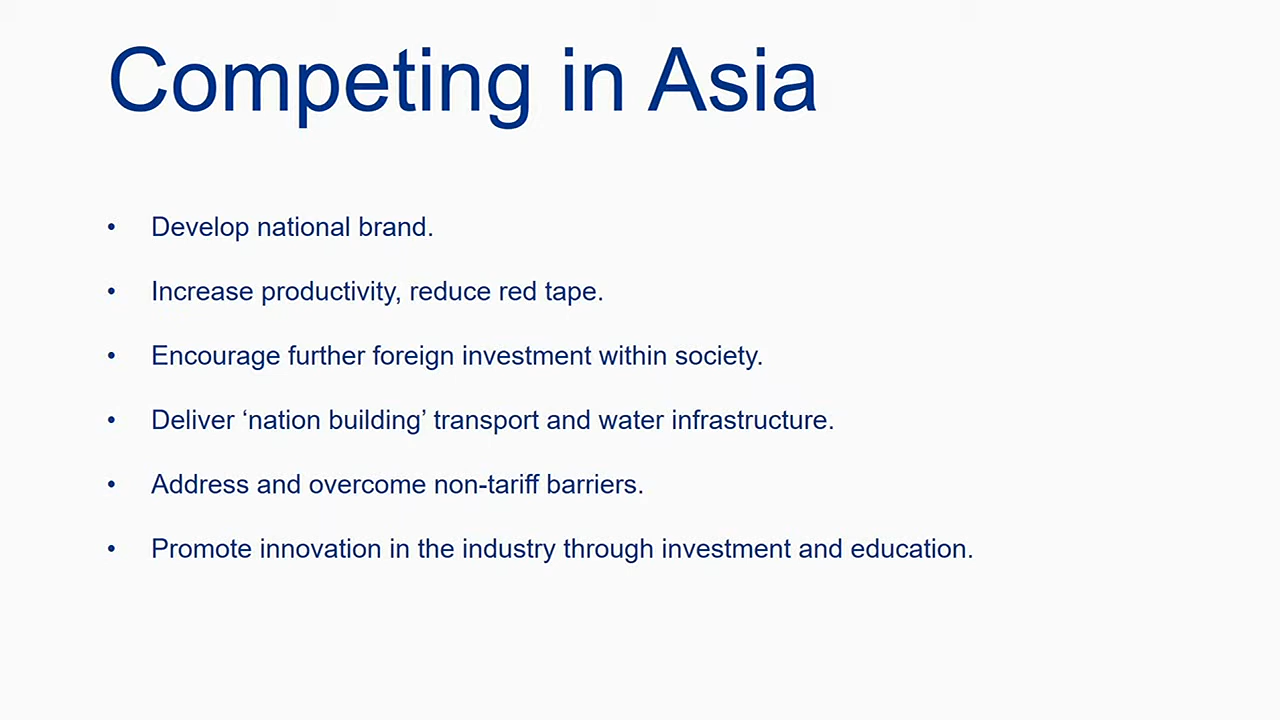 Competing in Asia
• Develop national brand.
• Increase productivity, reduce red tape.
• Encourage further foreign investment within society.
• Deliver ‘nation building’ transport and water infrastructure.
• Address and overcome non-tariff barriers.
• Promote innovation in the industry through investment and education.